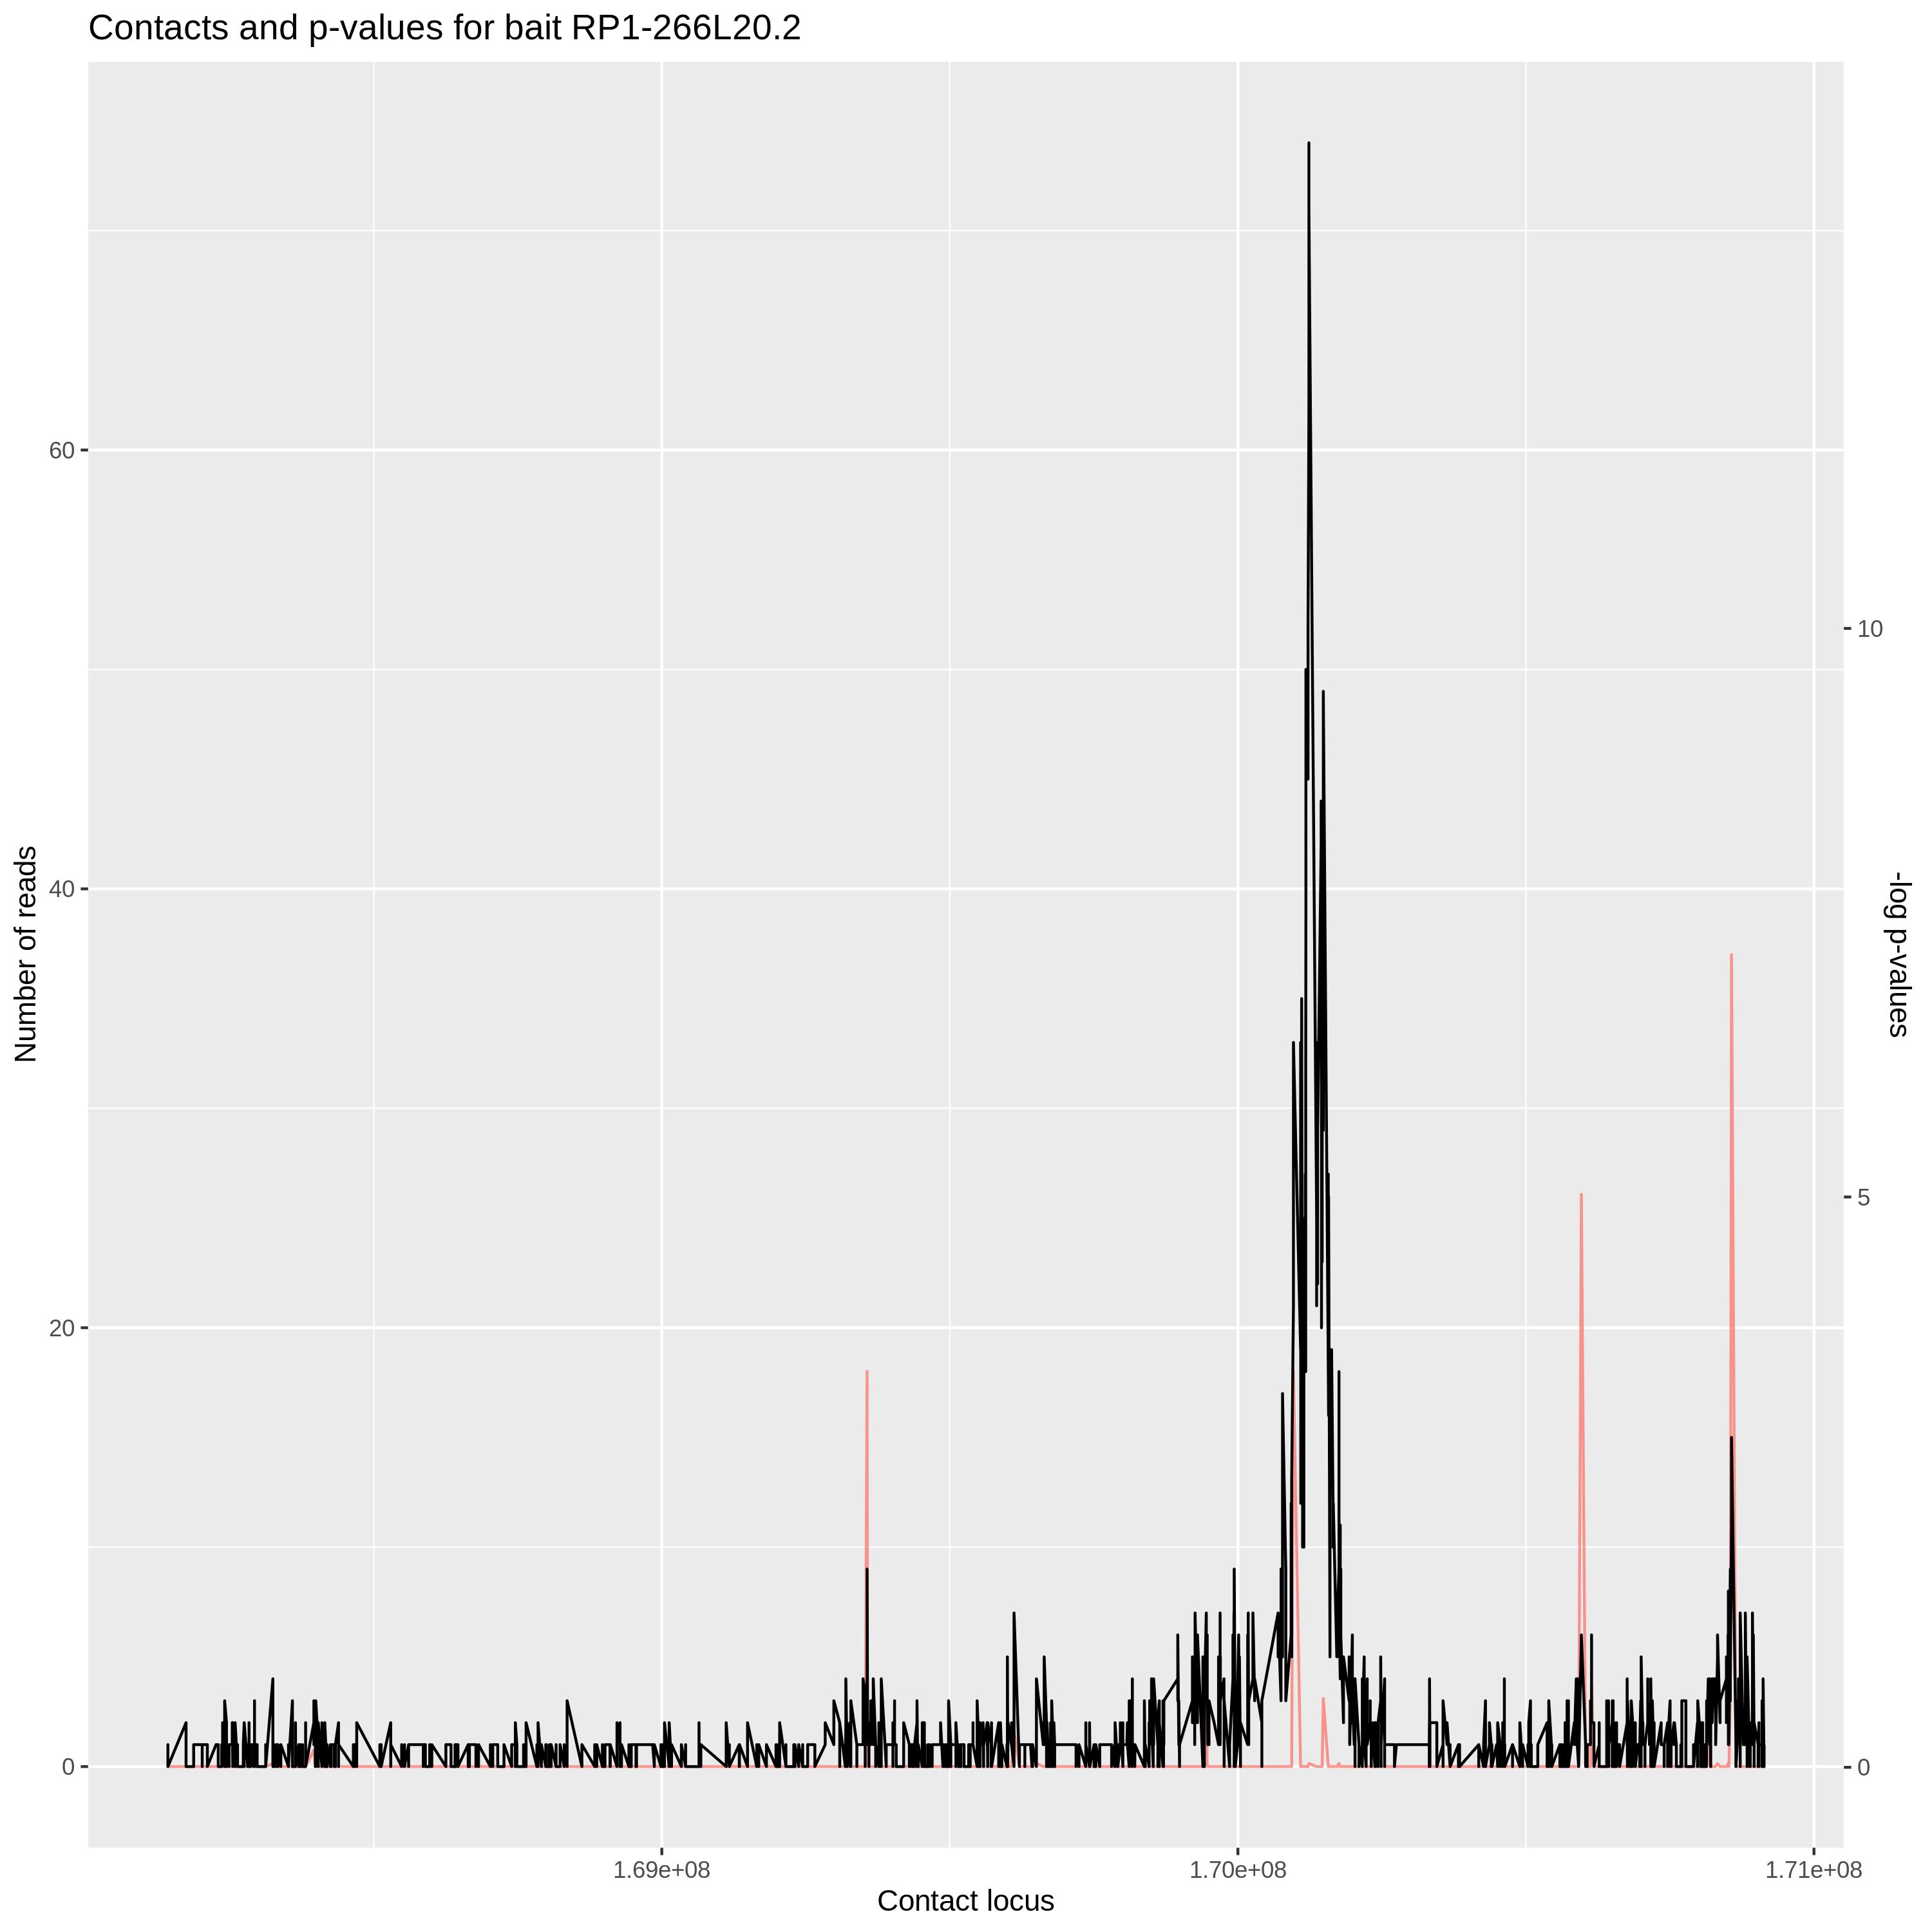 Contacts and p-values for bait RP1-266L20.2
60
40
20
0
Number of reads
10
5
0
-log p-values
1.69e+08
1.70e+08
1.71e+08
Contact locus